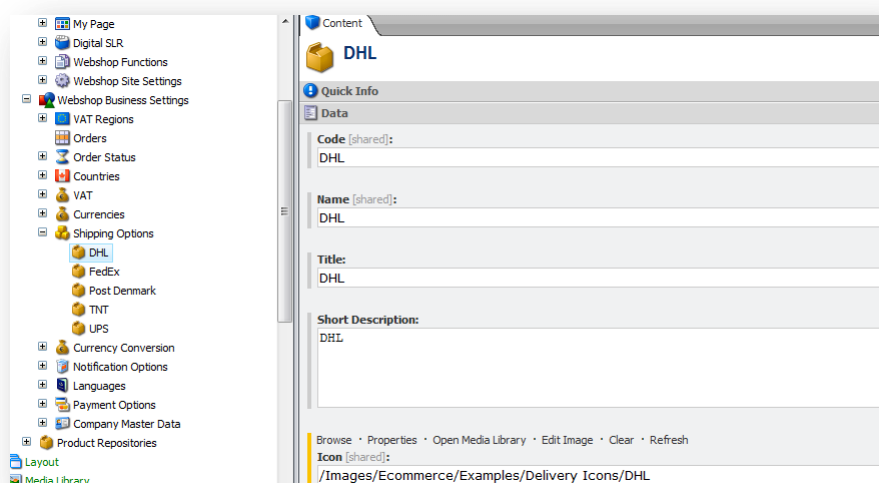 My Page
Digital SLR
Webshop Functions
Webshop Site Settings
Webshop Business Settings
VAT Regions
Orders
Order Status
Countries
VAT
Currencies
Shipping Options
DHL
FedEx
Post Denmark
TNT
UPS
Currency Conversion
Notification Options
Languages
Payment Options
Company Master Data
Product Repositories
Layout
Media Library
Content
DHL
Quick Info
Data
Code [shared]:
DHL
Name [shared]:
DHL
Title:
DHL
Short Description:
DHL
Browse · Properties · Open Media Library · Edit Image · Clear · Refresh
Icon [shared]:
/Images/Ecommerce/Examples/Delivery Icons/DHL